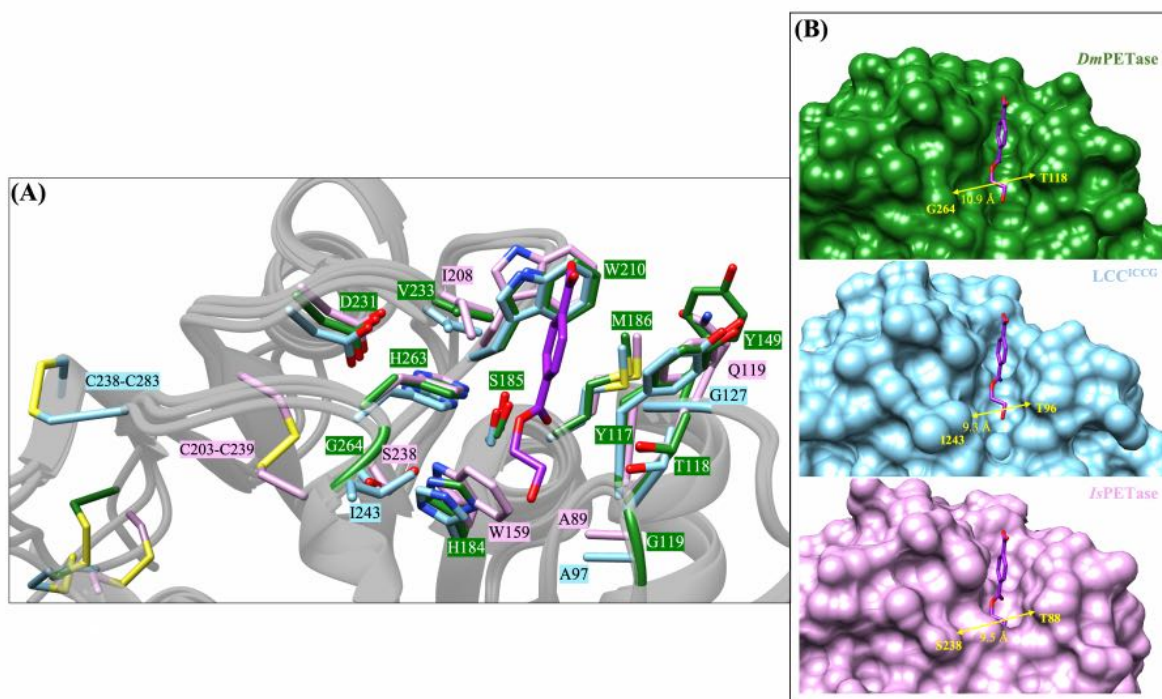 (A)
I208
V233
W210
D231
M186
Y149
H263
Q119
C238-C283
S185
G127
C203-C239
G264
S238
Y117
T118
I243
W159
A89
G119
H184
A97
(B)
DmPETase
T118
G264
10.9 Å
LCCᴵᶜᶜᴳ
T96
9.3 Å
I243
IsPETase
T88
S238
9.5 Å